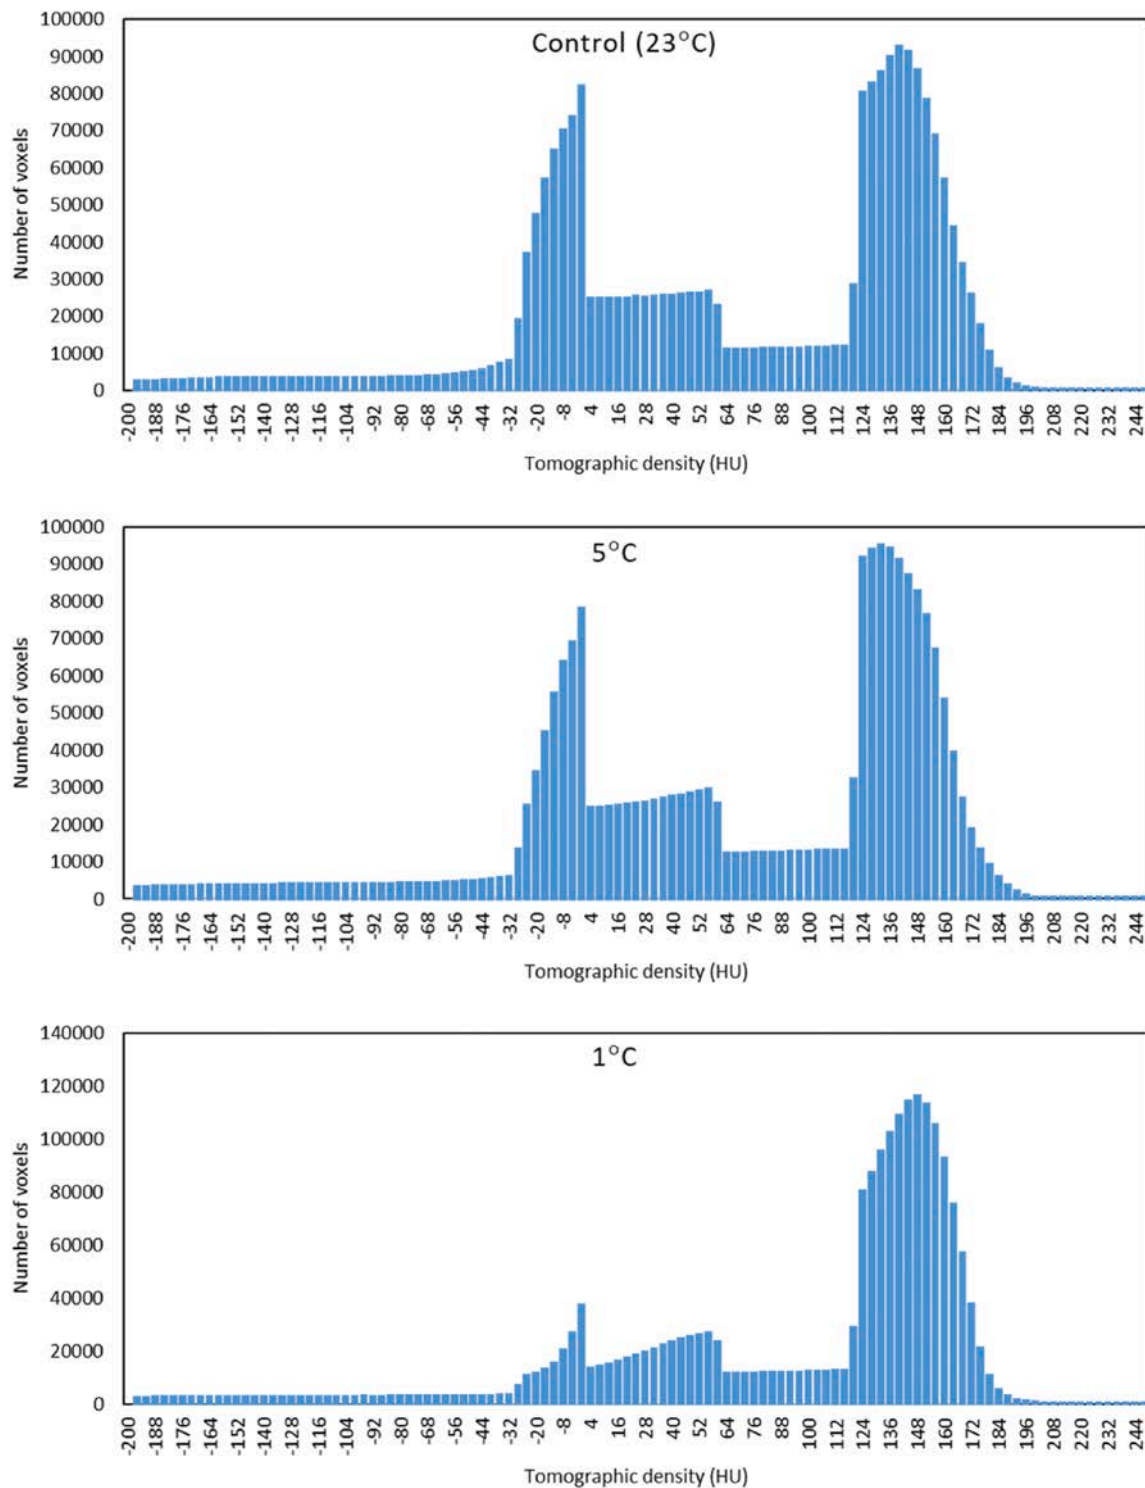 Control (23°C)
Number of voxels
100000
90000
80000
70000
60000
50000
40000
30000
20000
10000
0
-200 -188 -176 -164 -152 -140 -128 -116 -104 -92 -80 -68 -56 -44 -32 -20 -8 4 16 28 40 52 64 76 88 100 112 124 136 148 160 172 184 196 208 220 232 244
Tomographic density (HU)
5°C
Number of voxels
100000
90000
80000
70000
60000
50000
40000
30000
20000
10000
0
-200 -188 -176 -164 -152 -140 -128 -116 -104 -92 -80 -68 -56 -44 -32 -20 -8 4 16 28 40 52 64 76 88 100 112 124 136 148 160 172 184 196 208 220 232 244
Tomographic density (HU)
1°C
Number of voxels
140000
120000
100000
80000
60000
40000
20000
0
-200 -188 -176 -164 -152 -140 -128 -116 -104 -92 -80 -68 -56 -44 -32 -20 -8 4 16 28 40 52 64 76 88 100 112 124 136 148 160 172 184 196 208 220 232 244
Tomographic density (HU)